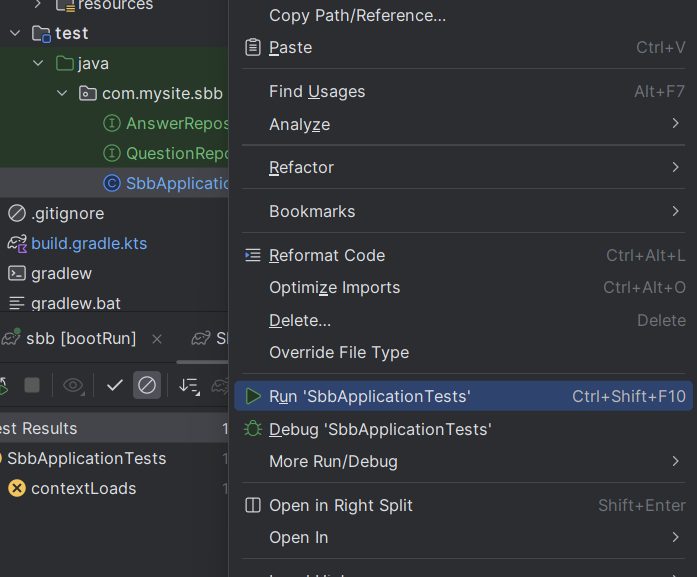 resources
test
java
com.mysite.sbb
AnswerRepos
QuestionRepo
SbbApplicatio
.gitignore
build.gradle.kts
gradlew
gradlew.bat
sbb [bootRun]
est Results
SbbApplicationTests
contextLoads
Copy Path/Reference...
Paste Ctrl+V
Find Usages Alt+F7
Analyze
Refactor
Bookmarks
Reformat Code Ctrl+Alt+L
Optimize Imports Ctrl+Alt+O
Delete... Delete
Override File Type
Run 'SbbApplicationTests' Ctrl+Shift+F10
Debug 'SbbApplicationTests'
More Run/Debug
Open in Right Split Shift+Enter
Open In